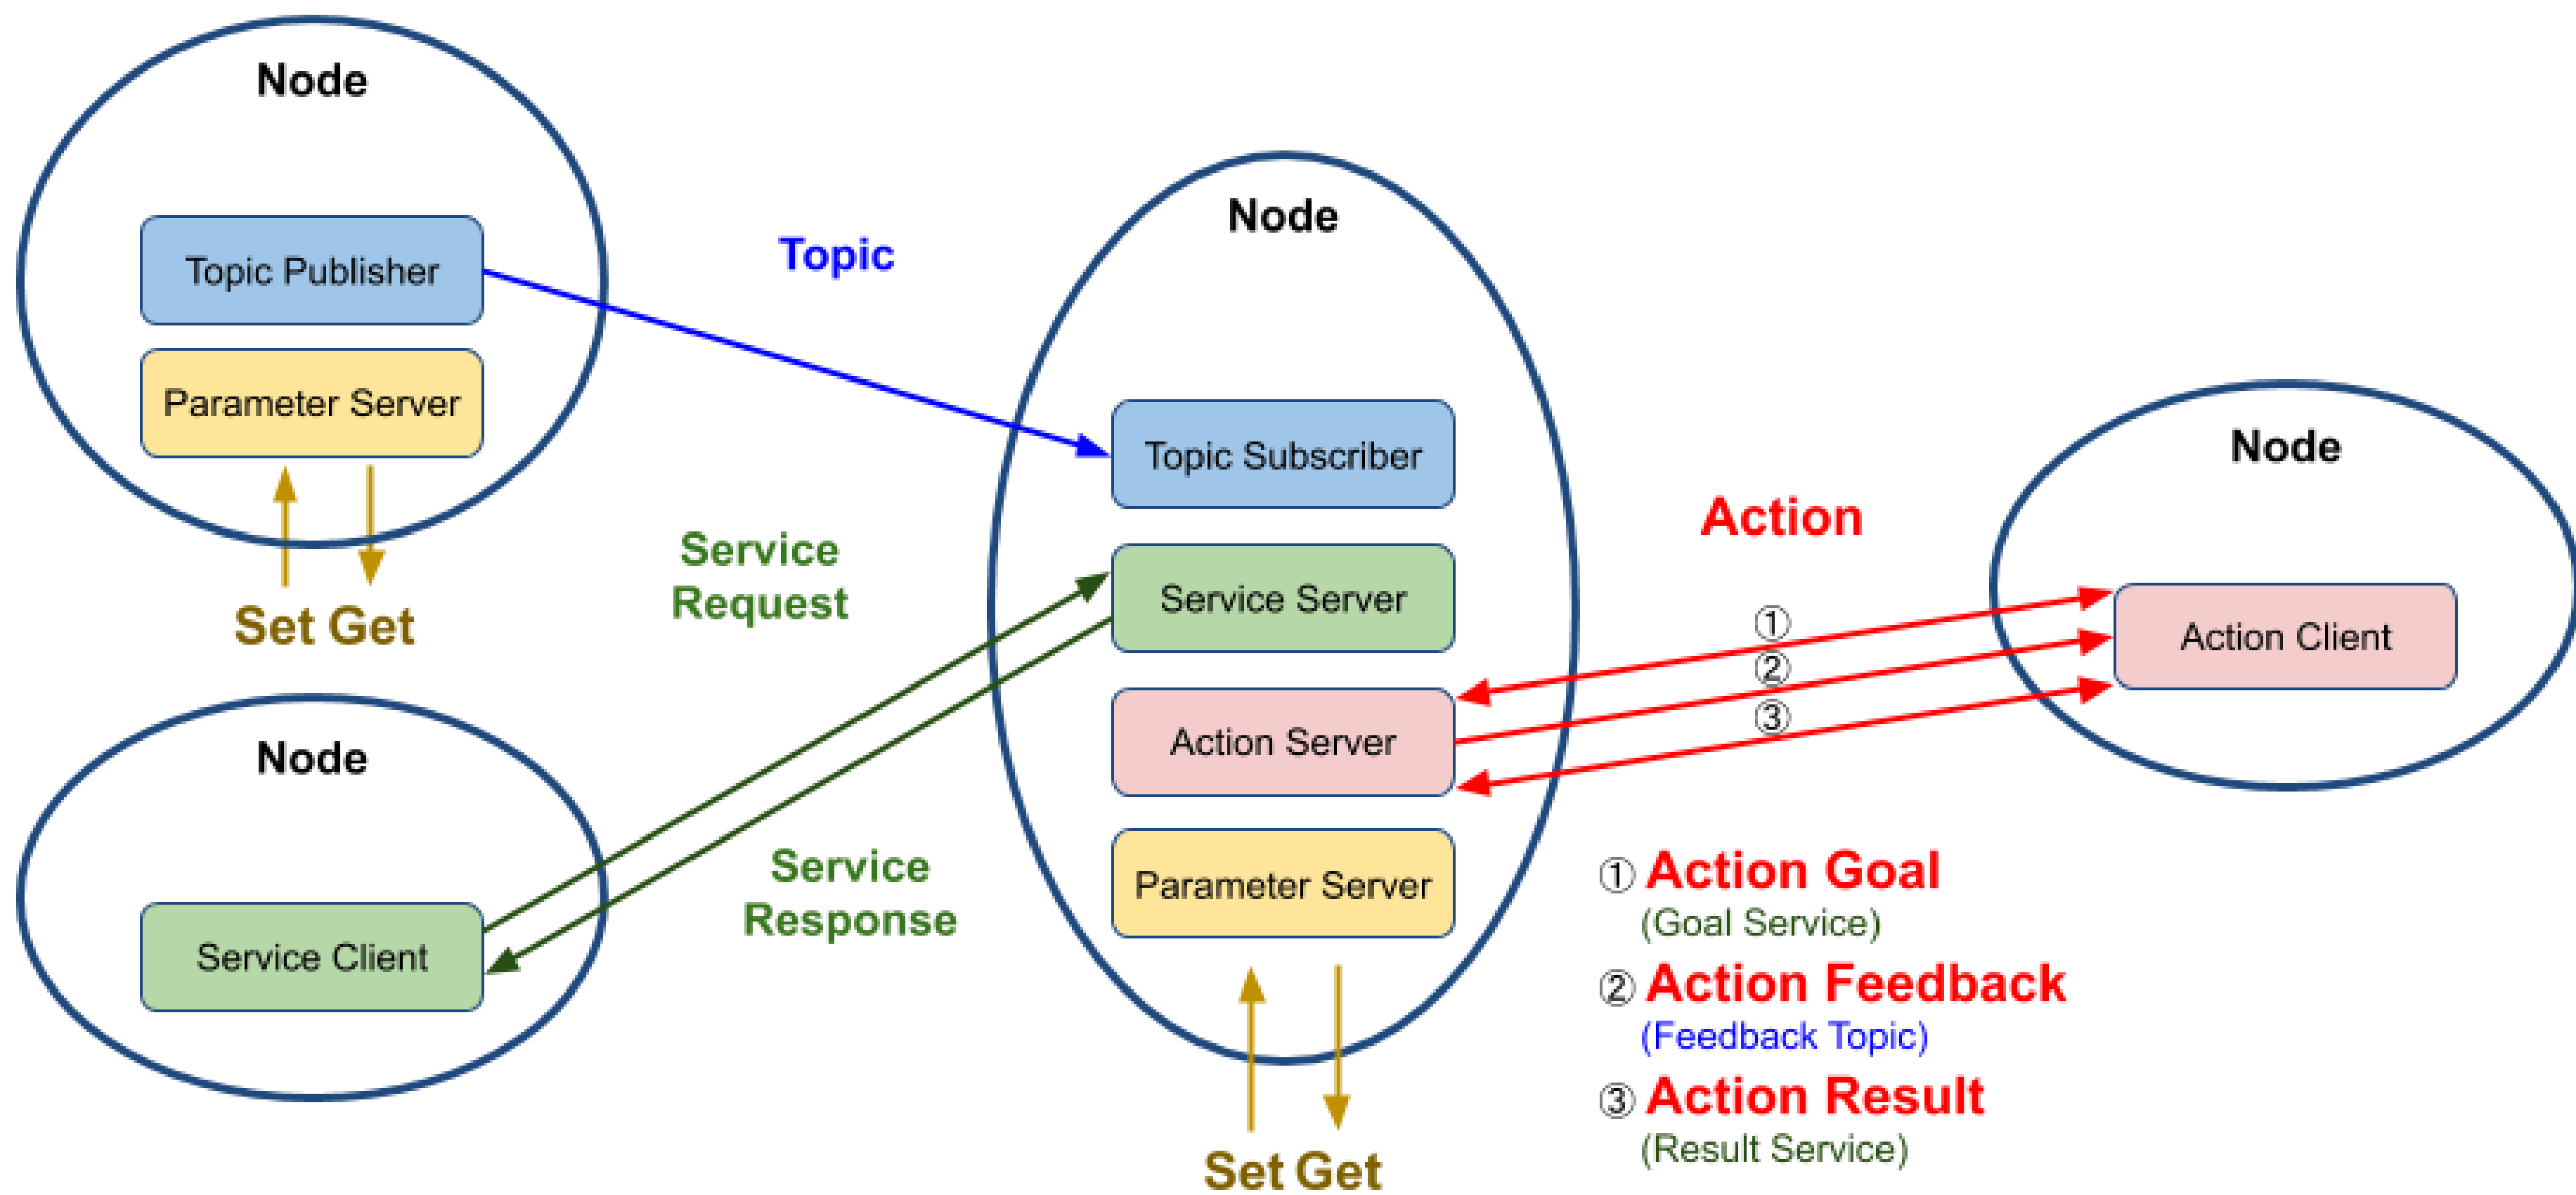 Node
Topic Publisher
Parameter Server
Set Get
Node
Service Client
Topic
Service
Request
Service
Response
Node
Topic Subscriber
Service Server
Action Server
Parameter Server
Set Get
Action
①
②
③
Node
Action Client
① Action Goal
(Goal Service)
② Action Feedback
(Feedback Topic)
③ Action Result
(Result Service)